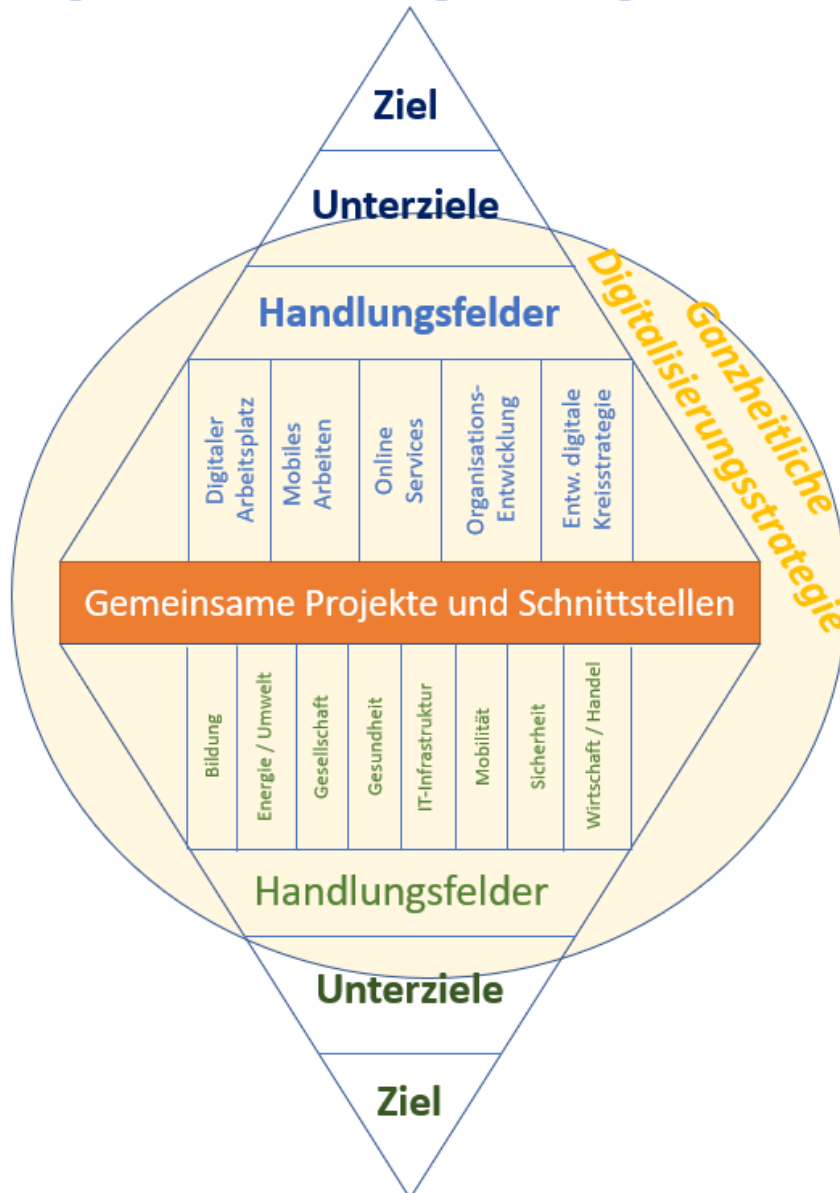 Ziel
Unterziele
Handlungsfelder
Digitaler
Arbeitsplatz
Mobiles
Arbeiten
Online
Services
Organisations-
Entwicklung
Entw. digitale
Kreisstrategie
Ganzheitliche
Digitalisierungsstrategie
Gemeinsame Projekte und Schnittstellen
Bildung
Energie / Umwelt
Gesellschaft
Gesundheit
IT-Infrastruktur
Mobilität
Sicherheit
Wirtschaft / Handel
Handlungsfelder
Unterziele
Ziel